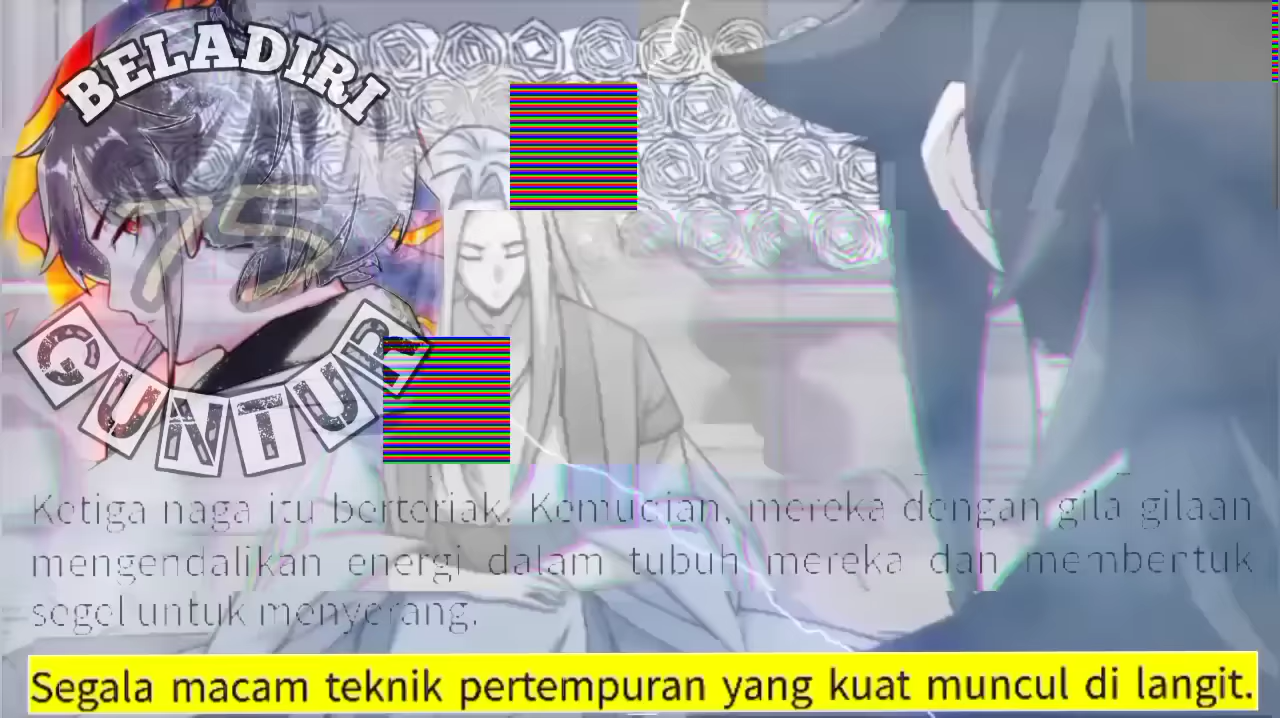 BELADIRI
75
GUNTUR
Ketiga naga itu berteriak. Kemudian, mereka dengan gila gilaan
mengendalikan energi dalam tubuh mereka dan membentuk
segel untuk menyerang.
Segala macam teknik pertempuran yang kuat muncul di langit.